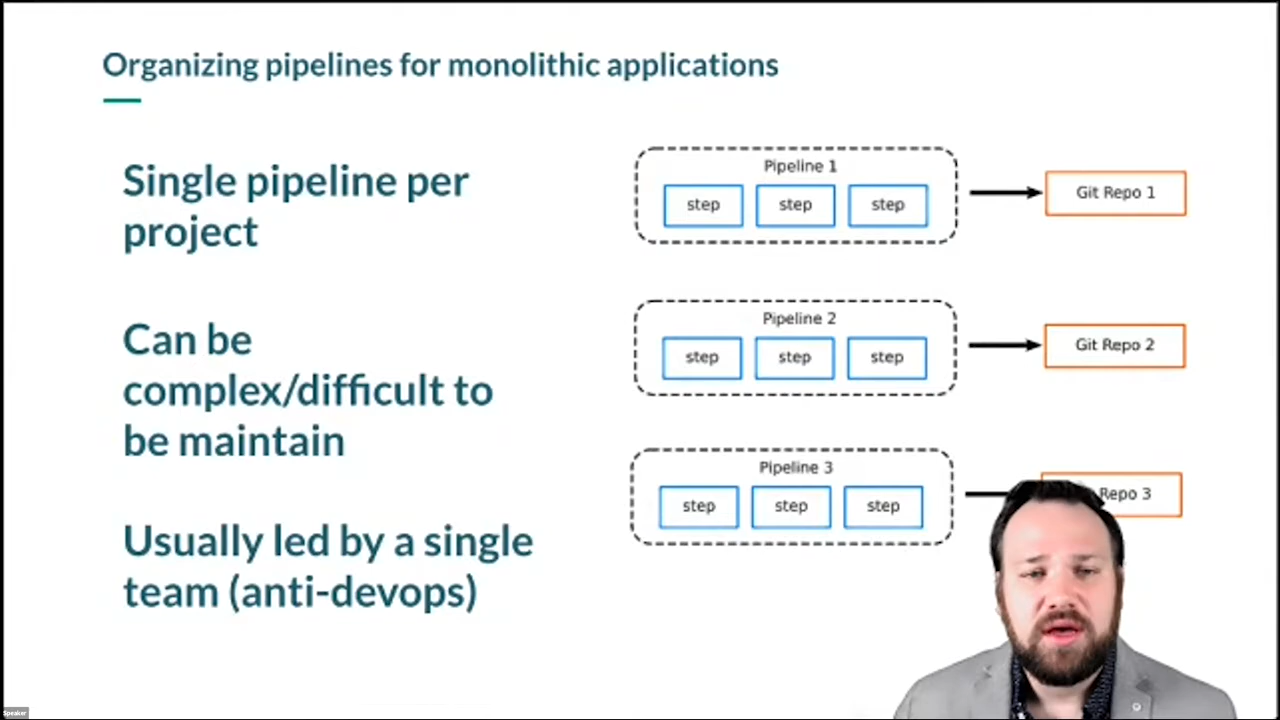 Organizing pipelines for monolithic applications
Single pipeline per
project
Can be
complex/difficult to
be maintain
Usually led by a single
team (anti-devops)
Pipeline 1
step step step
Git Repo 1
Pipeline 2
step step step
Git Repo 2
Pipeline 3
step step step
Repo 3
Speaker